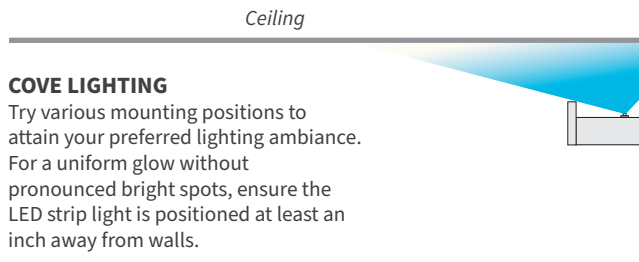 Ceiling
COVE LIGHTING
Try various mounting positions to
attain your preferred lighting ambiance.
For a uniform glow without
pronounced bright spots, ensure the
LED strip light is positioned at least an
inch away from walls.